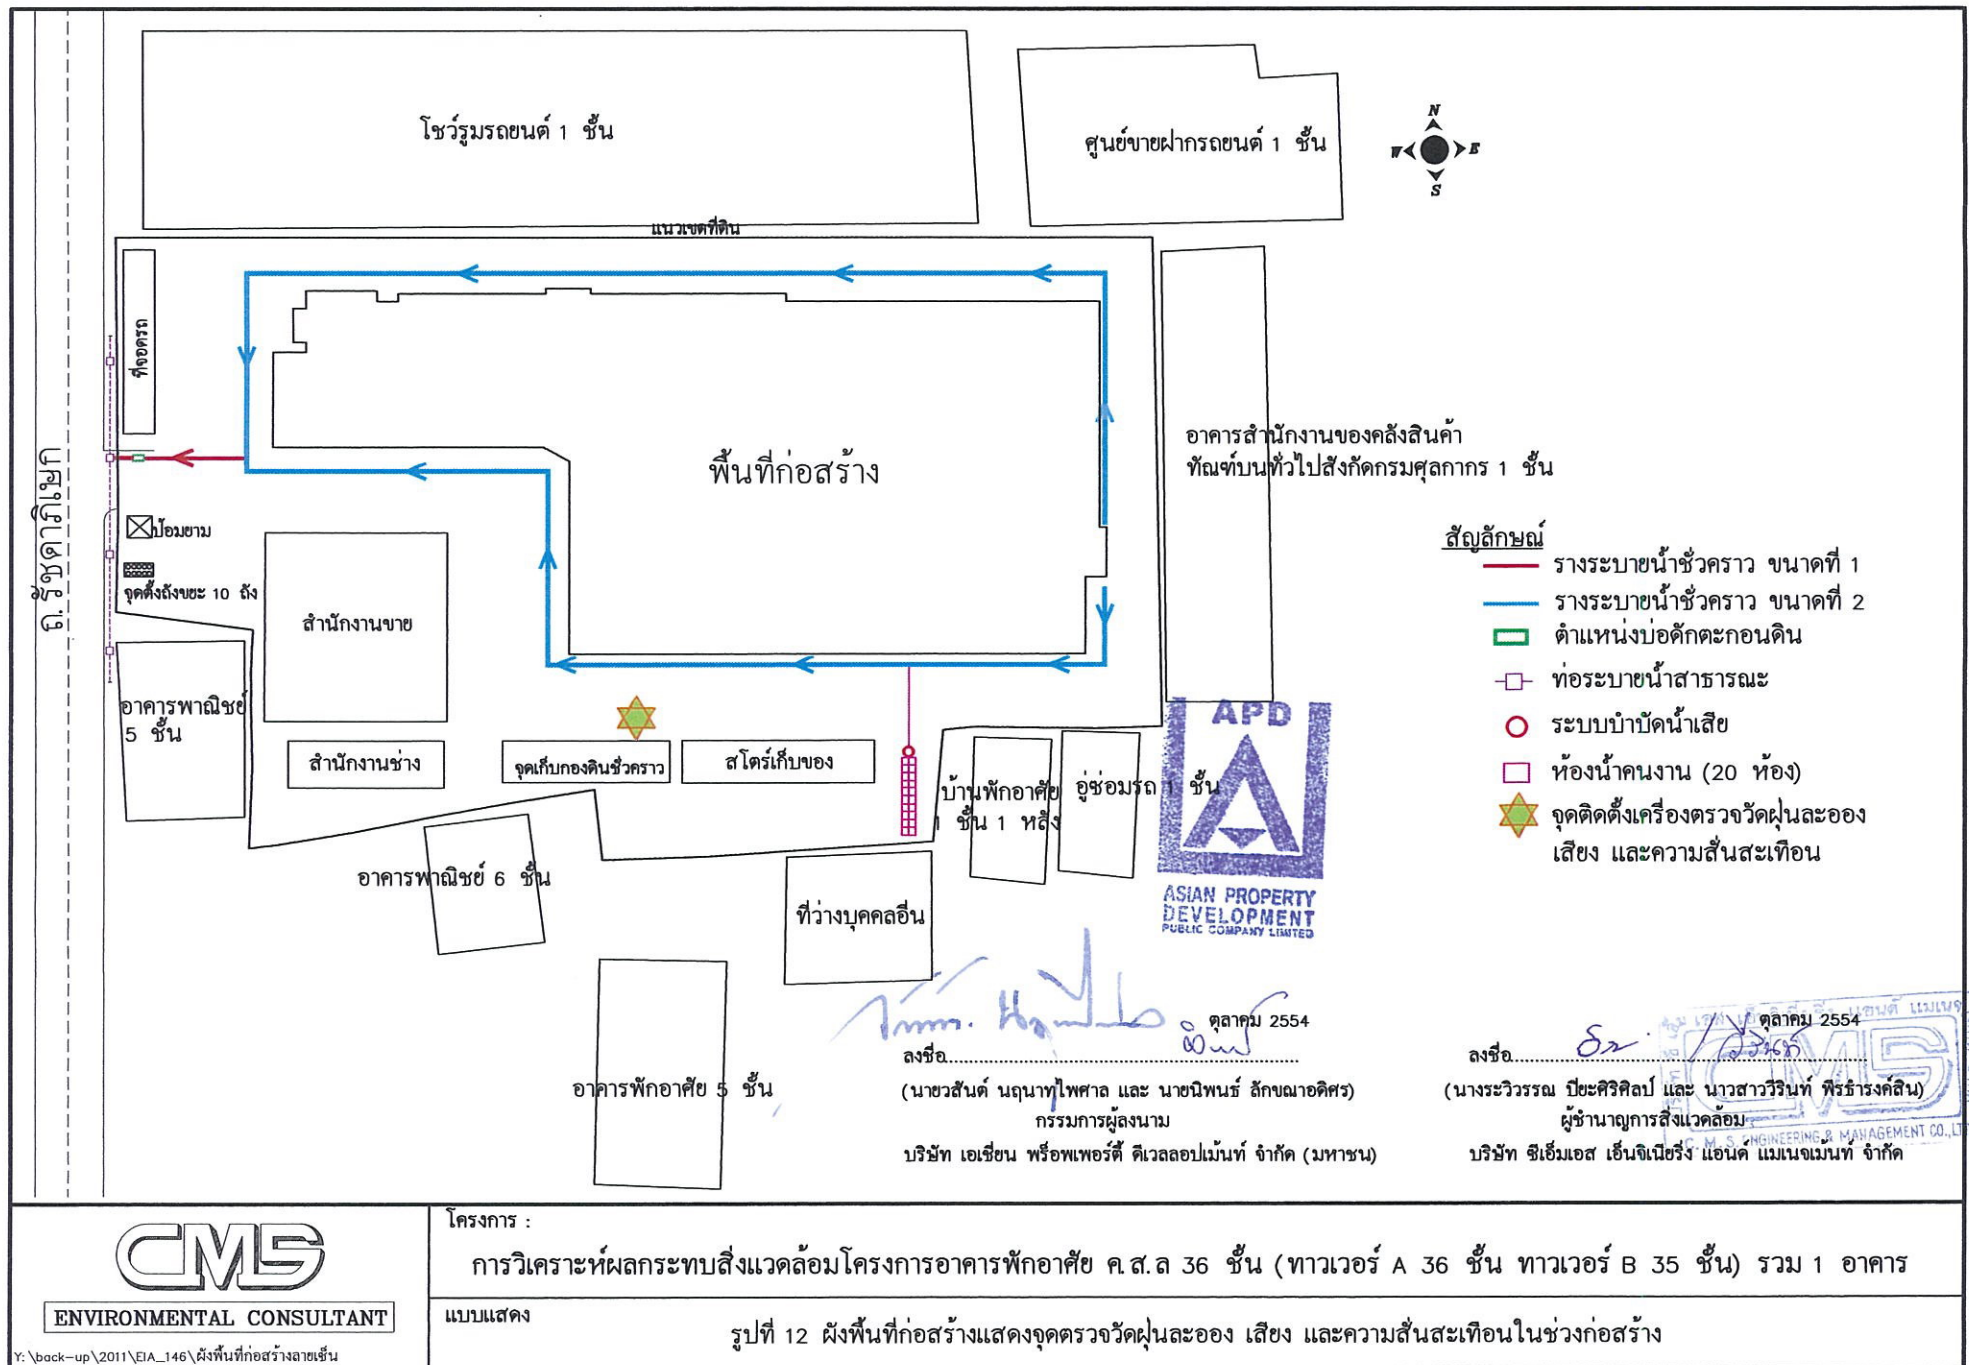 โชว์รูมรถยนต์ 1 ชั้น
ศูนย์ขายฝากรถยนต์ 1 ชั้น
N
W
E
S
แนวเขตที่ดิน
ที่จอดรถ
ถ.รัชดาภิเษก
พื้นที่ก่อสร้าง
อาคารสำนักงานของคลังสินค้า
ทัณฑ์บนทั่วไปสังกัดกรมศุลกากร 1 ชั้น
ป้อมยาม
จุดตั้งถังขยะ 10 ถัง
สำนักงานขาย
อาคารพาณิชย์
5 ชั้น
สำนักงานช่าง
จุดเก็บกองดินชั่วคราว
สโตร์เก็บของ
บ้านพักอาศัย
1 ชั้น 1 หลัง
อู่ซ่อมรถ 1 ชั้น
อาคารพาณิชย์ 6 ชั้น
ที่ว่างบุคคลอื่น
อาคารพักอาศัย 5 ชั้น
สัญลักษณ์
รางระบายน้ำชั่วคราว ขนาดที่ 1
รางระบายน้ำชั่วคราว ขนาดที่ 2
ตำแหน่งบ่อดักตะกอนดิน
ท่อระบายน้ำสาธารณะ
ระบบบำบัดน้ำเสีย
ห้องน้ำคนงาน (20 ห้อง)
จุดติดตั้งเครื่องตรวจวัดฝุ่นละออง
เสียง และความสั่นสะเทือน
APD
ASIAN PROPERTY
DEVELOPMENT
PUBLIC COMPANY LIMITED
ตุลาคม 2554
ลงชื่อ
(นายวสันต์ นฤนาทไพศาล และ นายนิพนธ์ ลักขณาอดิศร)
กรรมการผู้ลงนาม
บริษัท เอเชี่ยน พร็อพเพอร์ตี้ ดีเวลลอปเม้นท์ จำกัด (มหาชน)
ตุลาคม 2554
ลงชื่อ
(นางระวิวรรณ ปิยะศิริศิลป์ และ นางสาววีรินท์ พีรธำรงค์สิน)
ผู้ชำนาญการสิ่งแวดล้อม
บริษัท ซีเอ็มเอส เอ็นจิเนียริ่ง แอนด์ แมเนจเม้นท์ จำกัด
CMS
C. M. S. ENGINEERING & MANAGEMENT CO.,LT
CMS
ENVIRONMENTAL CONSULTANT
Y:\back-up\2011\EIA_146\ผังพื้นที่ก่อสร้างลายเซ็น
โครงการ :
การวิเคราะห์ผลกระทบสิ่งแวดล้อมโครงการอาคารพักอาศัย ค.ส.ล 36 ชั้น (ทาวเวอร์ A 36 ชั้น ทาวเวอร์ B 35 ชั้น) รวม 1 อาคาร
แบบแสดง
รูปที่ 12 ผังพื้นที่ก่อสร้างแสดงจุดตรวจวัดฝุ่นละออง เสียง และความสั่นสะเทือนในช่วงก่อสร้าง